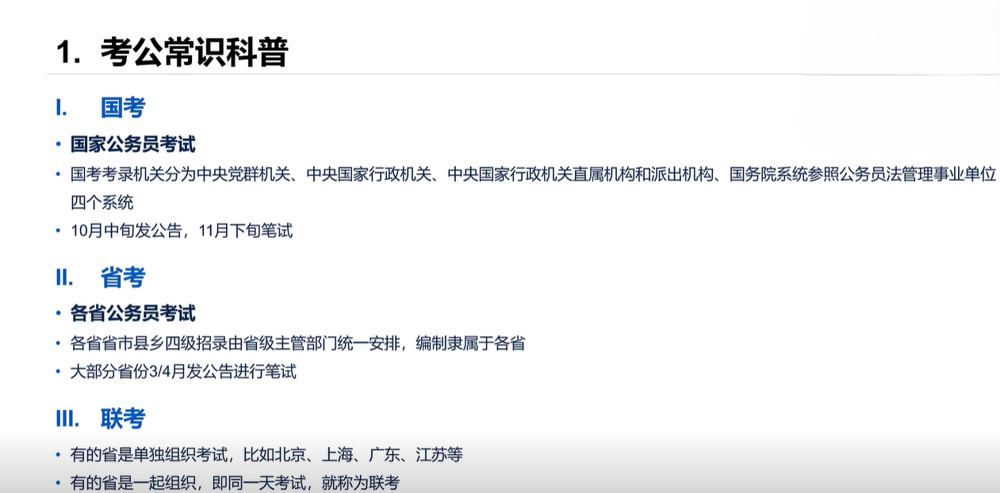 1. 考公常识科普
I. 国考
• 国家公务员考试
• 国考考录机关分为中央党群机关、中央国家行政机关、中央国家行政机关直属机构和派出机构、国务院系统参照公务员法管理事业单位
四个系统
• 10月中旬发公告，11月下旬笔试
II. 省考
• 各省公务员考试
• 各省省市县乡四级招录由省级主管部门统一安排，编制隶属于各省
• 大部分省份3/4月发公告进行笔试
III. 联考
• 有的省是单独组织考试，比如北京、上海、广东、江苏等
• 有的省是一起组织，即同一天考试，就称为联考